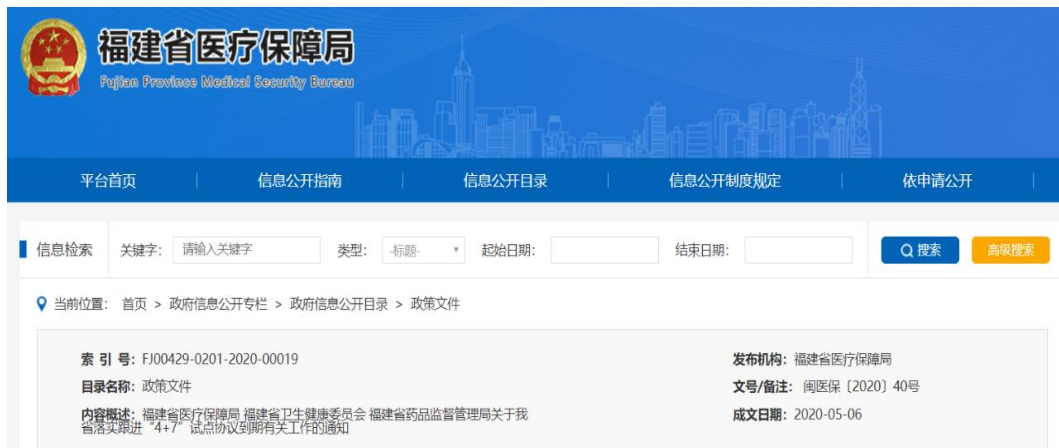 福建省医疗保障局
Fujian Province Medical Security Bureau
平台首页 信息公开指南 信息公开目录 信息公开制度规定 依申请公开
信息检索 关键字： 请输入关键字 类型： -标题- 起始日期： 结束日期： 搜索 高级搜索
当前位置： 首页 > 政府信息公开专栏 > 政府信息公开目录 > 政策文件
索 引 号：FJ00429-0201-2020-00019 发布机构：福建省医疗保障局
目录名称：政策文件 文号/备注：闽医保〔2020〕40号
内容概述：福建省医疗保障局 福建省卫生健康委员会 福建省药品监督管理局关于我 成文日期：2020-05-06
省落实跟进“4+7”试点协议到期有关工作的通知